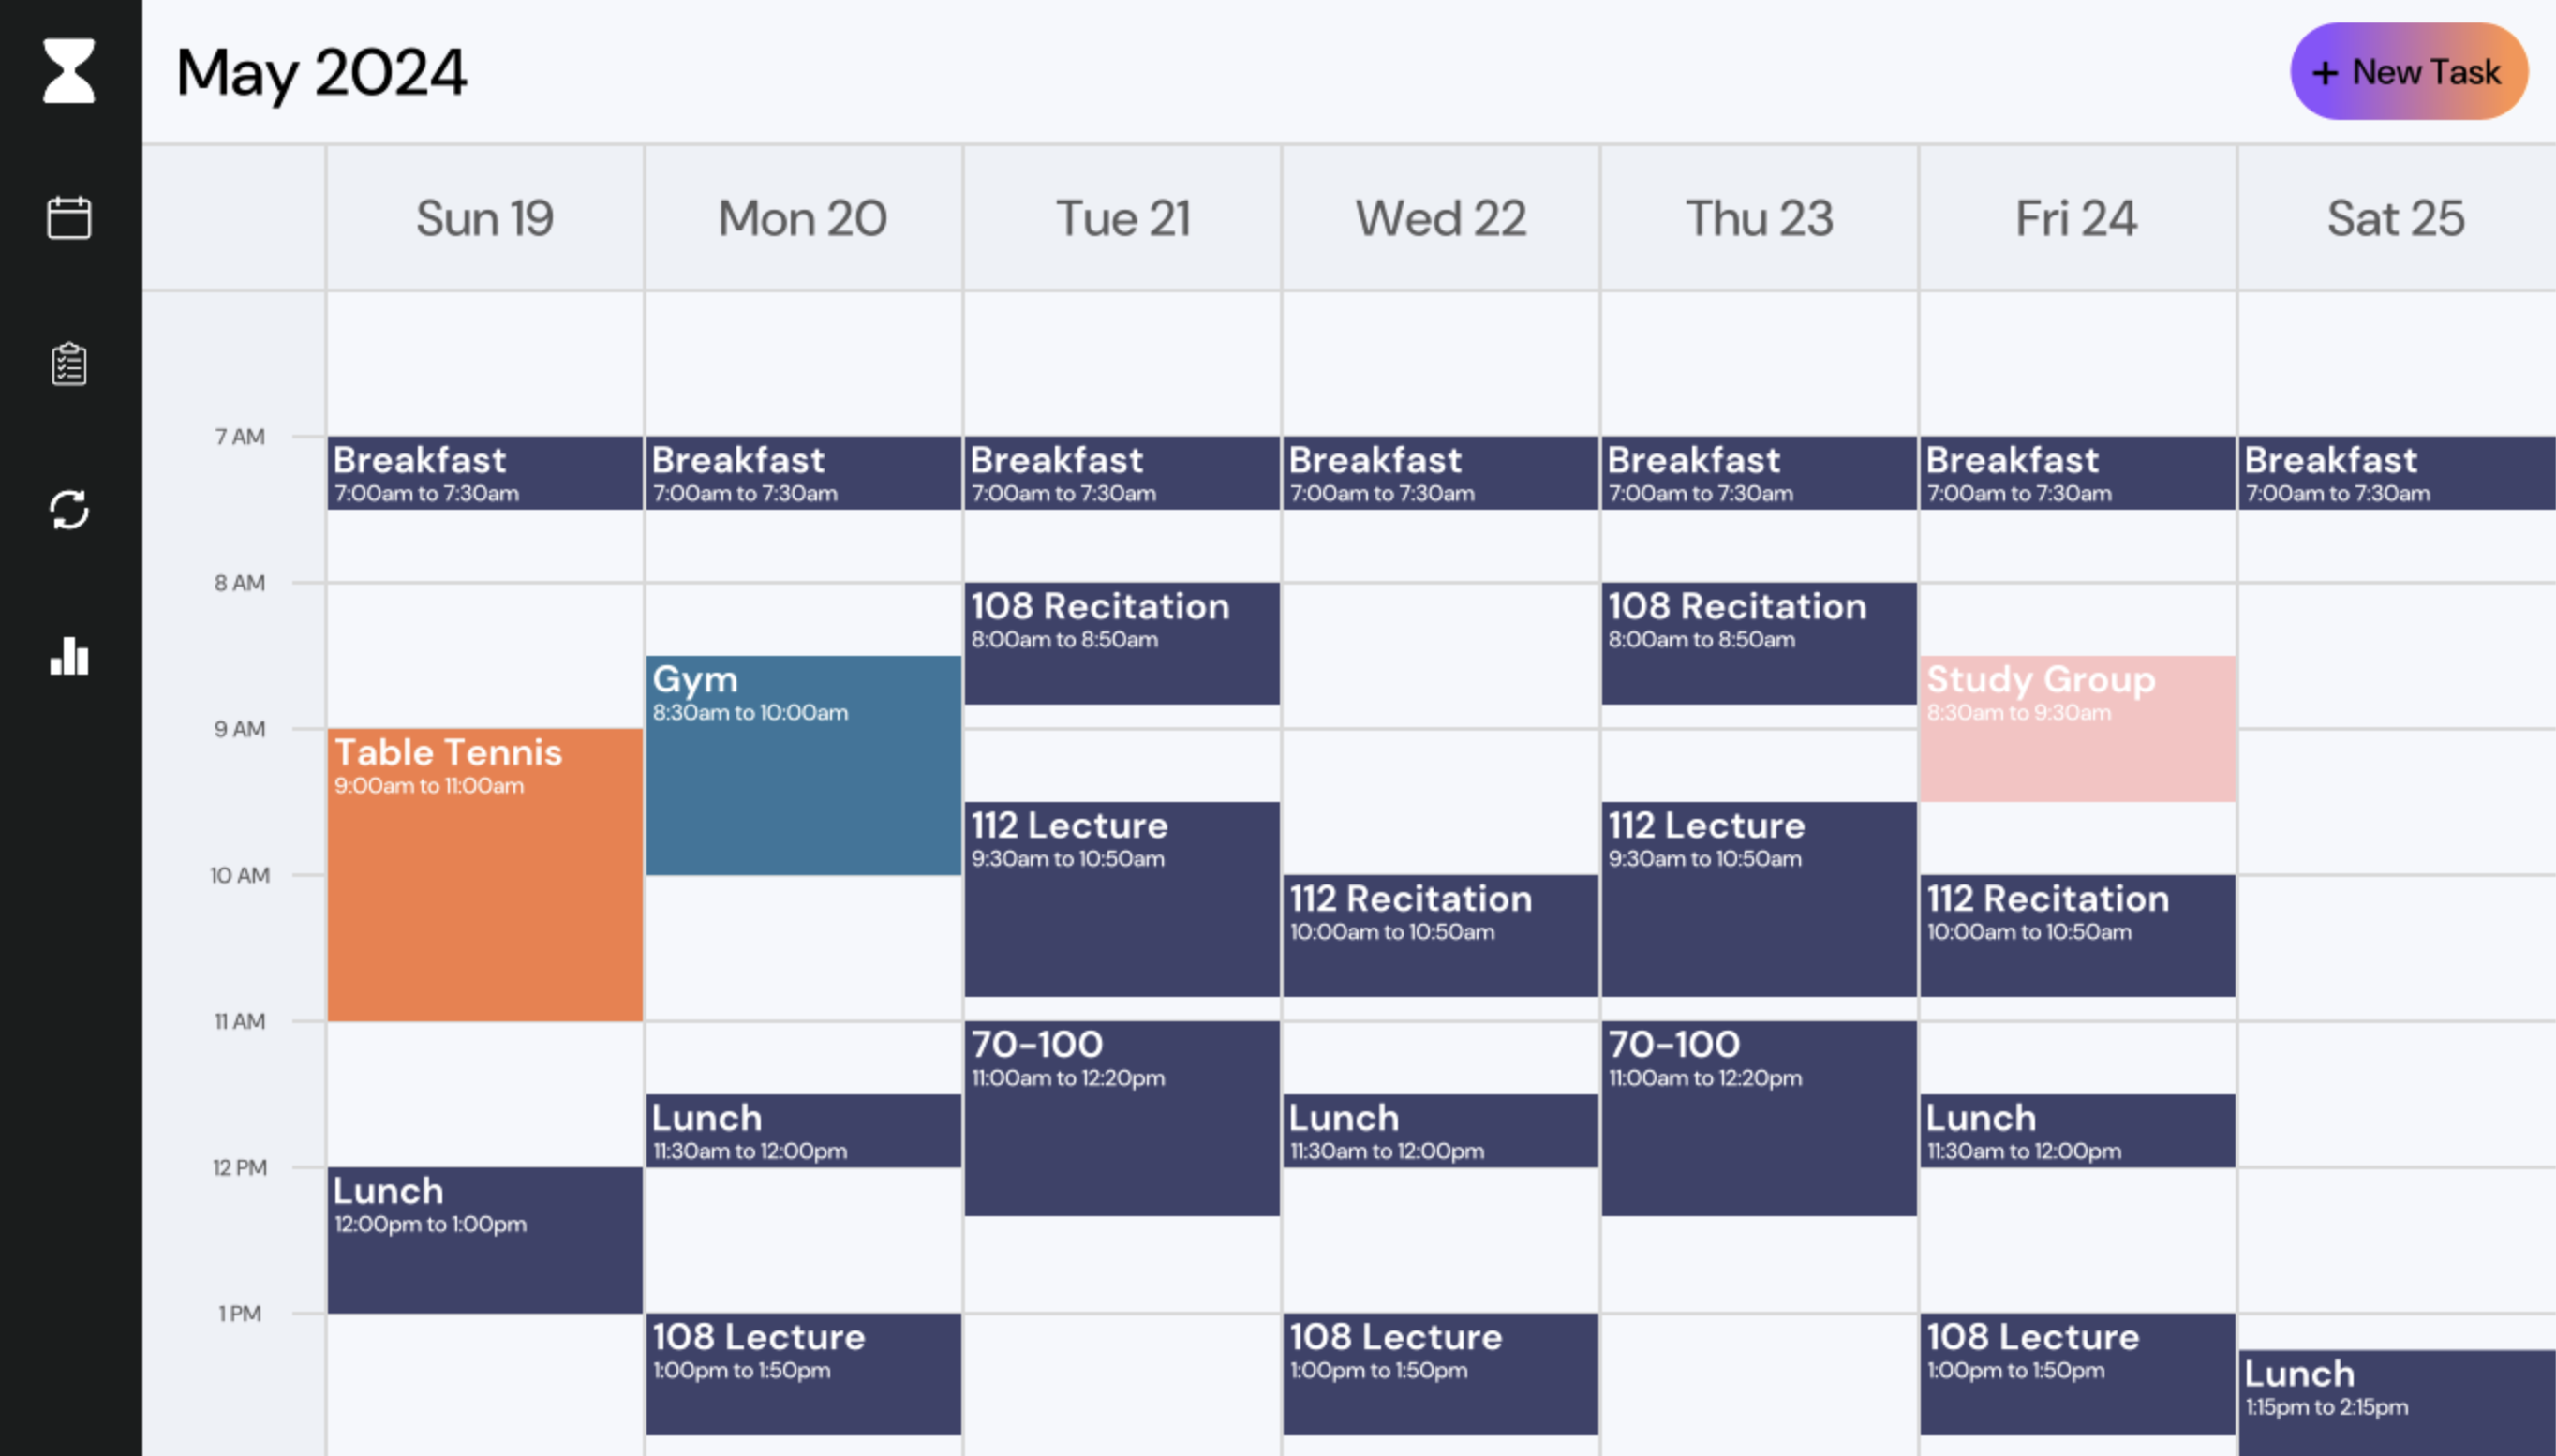 May 2024
+ New Task
Sun 19
Mon 20
Tue 21
Wed 22
Thu 23
Fri 24
Sat 25
7 AM
Breakfast
7:00am to 7:30am
Breakfast
7:00am to 7:30am
Breakfast
7:00am to 7:30am
Breakfast
7:00am to 7:30am
Breakfast
7:00am to 7:30am
Breakfast
7:00am to 7:30am
Breakfast
7:00am to 7:30am
8 AM
108 Recitation
8:00am to 8:50am
108 Recitation
8:00am to 8:50am
Gym
8:30am to 10:00am
Study Group
8:30am to 9:30am
9 AM
Table Tennis
9:00am to 11:00am
112 Lecture
9:30am to 10:50am
112 Lecture
9:30am to 10:50am
10 AM
112 Recitation
10:00am to 10:50am
112 Recitation
10:00am to 10:50am
11 AM
70-100
11:00am to 12:20pm
70-100
11:00am to 12:20pm
Lunch
11:30am to 12:00pm
Lunch
11:30am to 12:00pm
Lunch
11:30am to 12:00pm
12 PM
Lunch
12:00pm to 1:00pm
1 PM
108 Lecture
1:00pm to 1:50pm
108 Lecture
1:00pm to 1:50pm
108 Lecture
1:00pm to 1:50pm
Lunch
1:15pm to 2:15pm